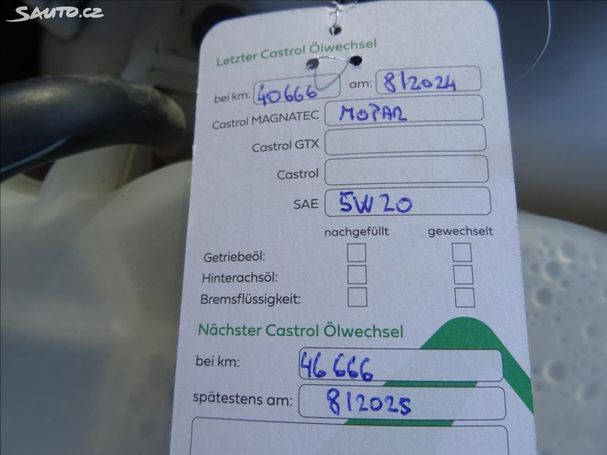 SAUTO.CZ
Letzter Castrol Ölwechsel
bei km: 40666 am: 8/2024
Castrol MAGNATEC MOPAR
Castrol GTX
Castrol
SAE 5W20
nachgefüllt gewechselt
Getriebeöl:
Hinterachsöl:
Bremsflüssigkeit:
Nächster Castrol Ölwechsel
bei km: 46 666
spätestens am: 8/2025